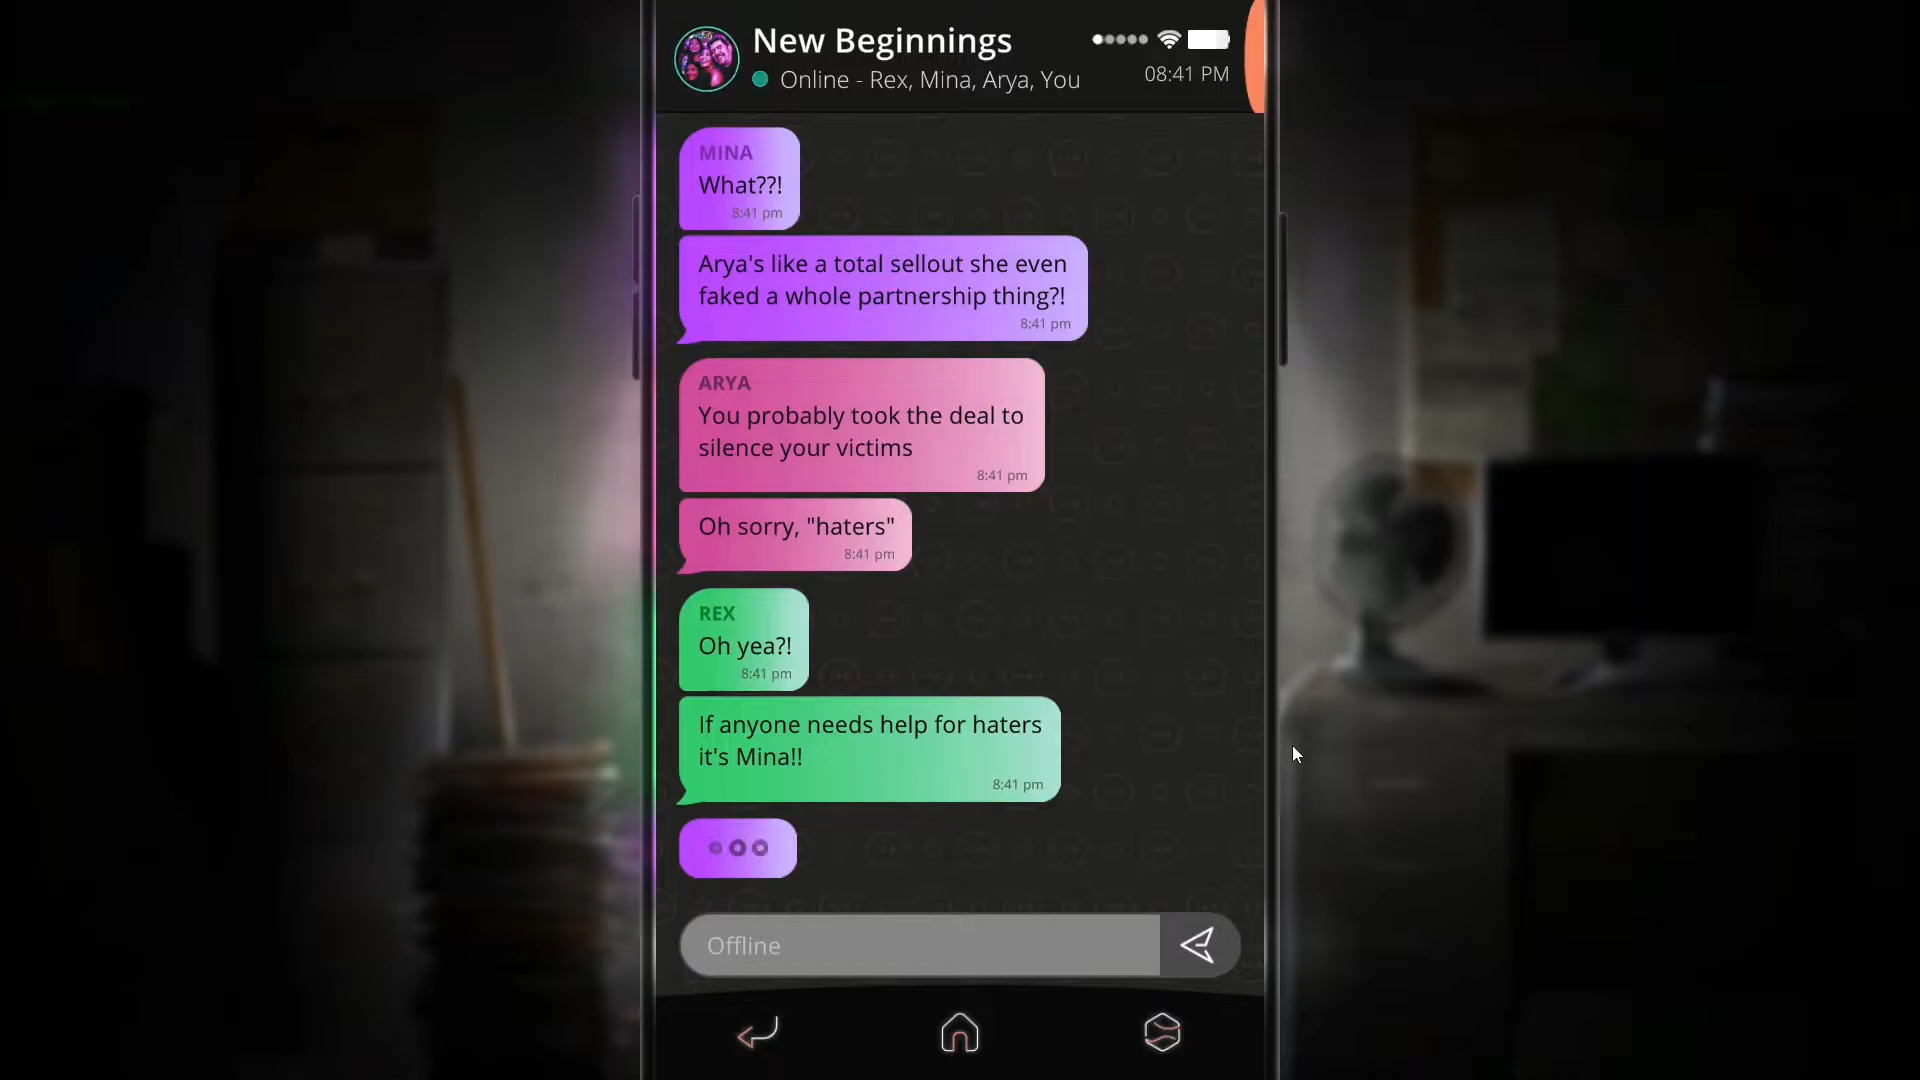 New Beginnings
Online - Rex, Mina, Arya, You
08:41 PM
MINA
What??!
8:41 pm
Arya's like a total sellout she even
faked a whole partnership thing?!
8:41 pm
ARYA
You probably took the deal to
silence your victims
8:41 pm
Oh sorry, "haters"
8:41 pm
REX
Oh yea?!
8:41 pm
If anyone needs help for haters
it's Mina!!
8:41 pm
Offline